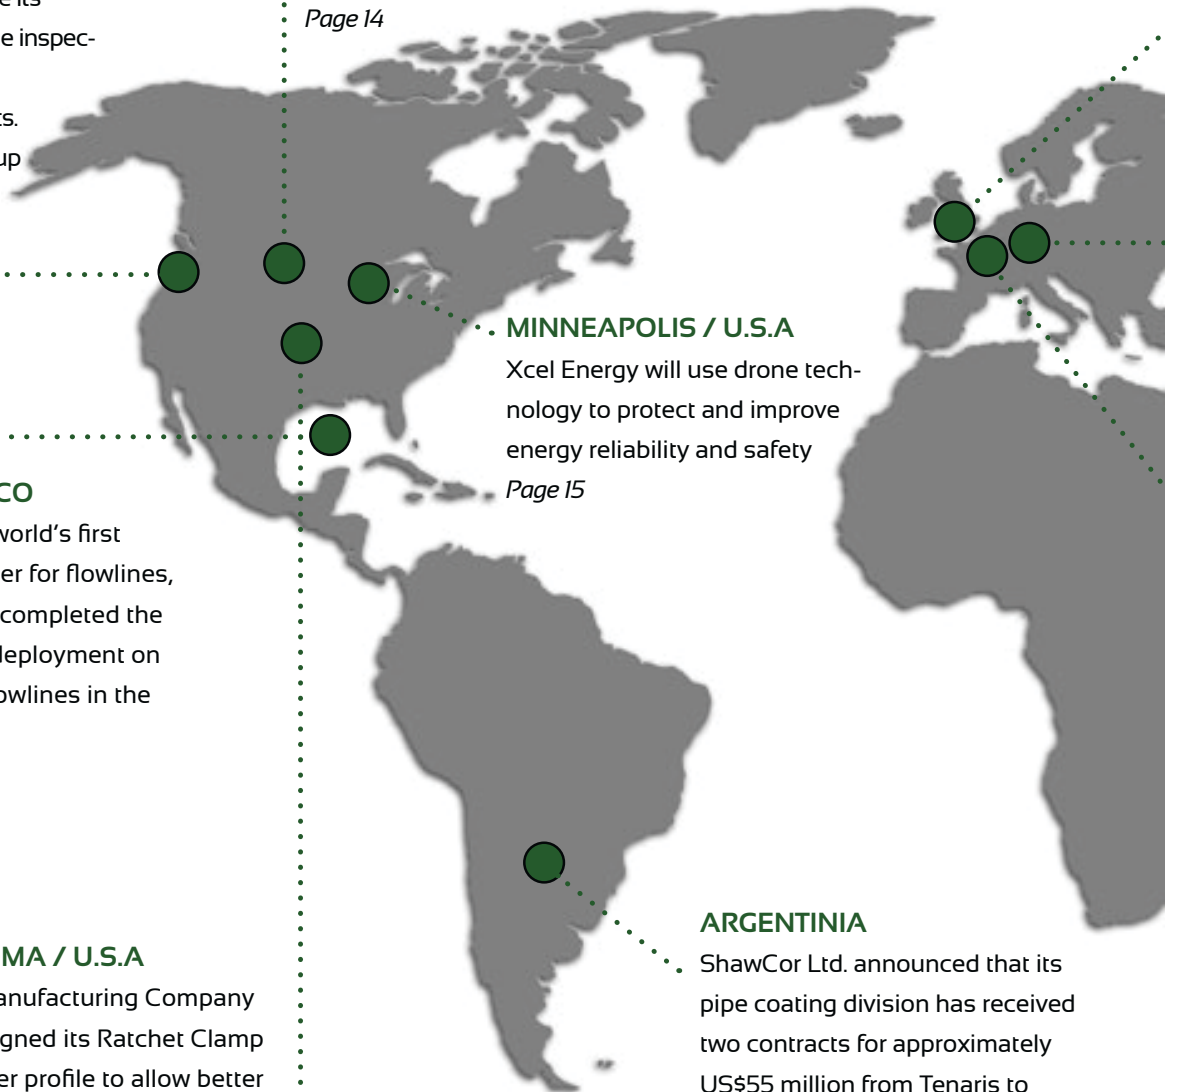 e its
e inspec-
ts.
up
Page 14
MINNEAPOLIS / U.S.A
Xcel Energy will use drone tech-
nology to protect and improve
energy reliability and safety
Page 15
CO
world's first
er for flowlines,
completed the
deployment on
owlines in the
MA / U.S.A
anufacturing Company
gned its Ratchet Clamp
er profile to allow better
ARGENTINIA
ShawCor Ltd. announced that its
pipe coating division has received
two contracts for approximately
US$55 million from Tenaris to